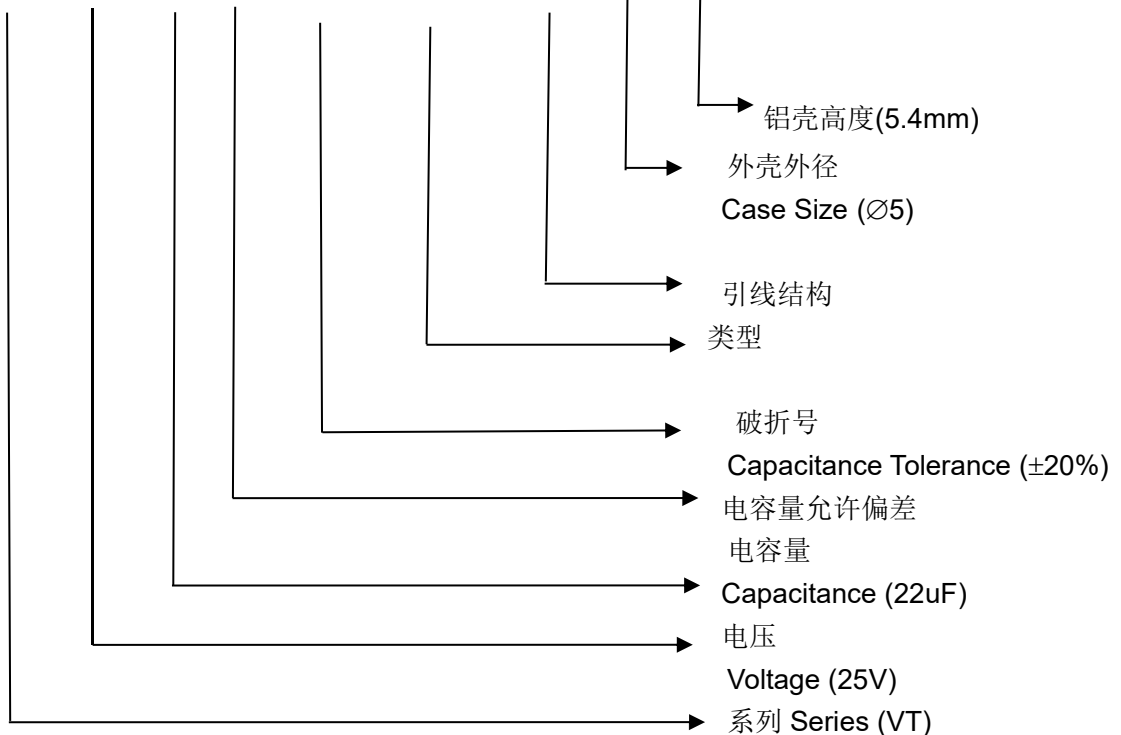 铝壳高度(5.4mm)
外壳外径
Case Size (∅5)
引线结构
类型
破折号
Capacitance Tolerance (±20%)
电容量允许偏差
电容量
Capacitance (22uF)
电压
Voltage (25V)
系列 Series (VT)